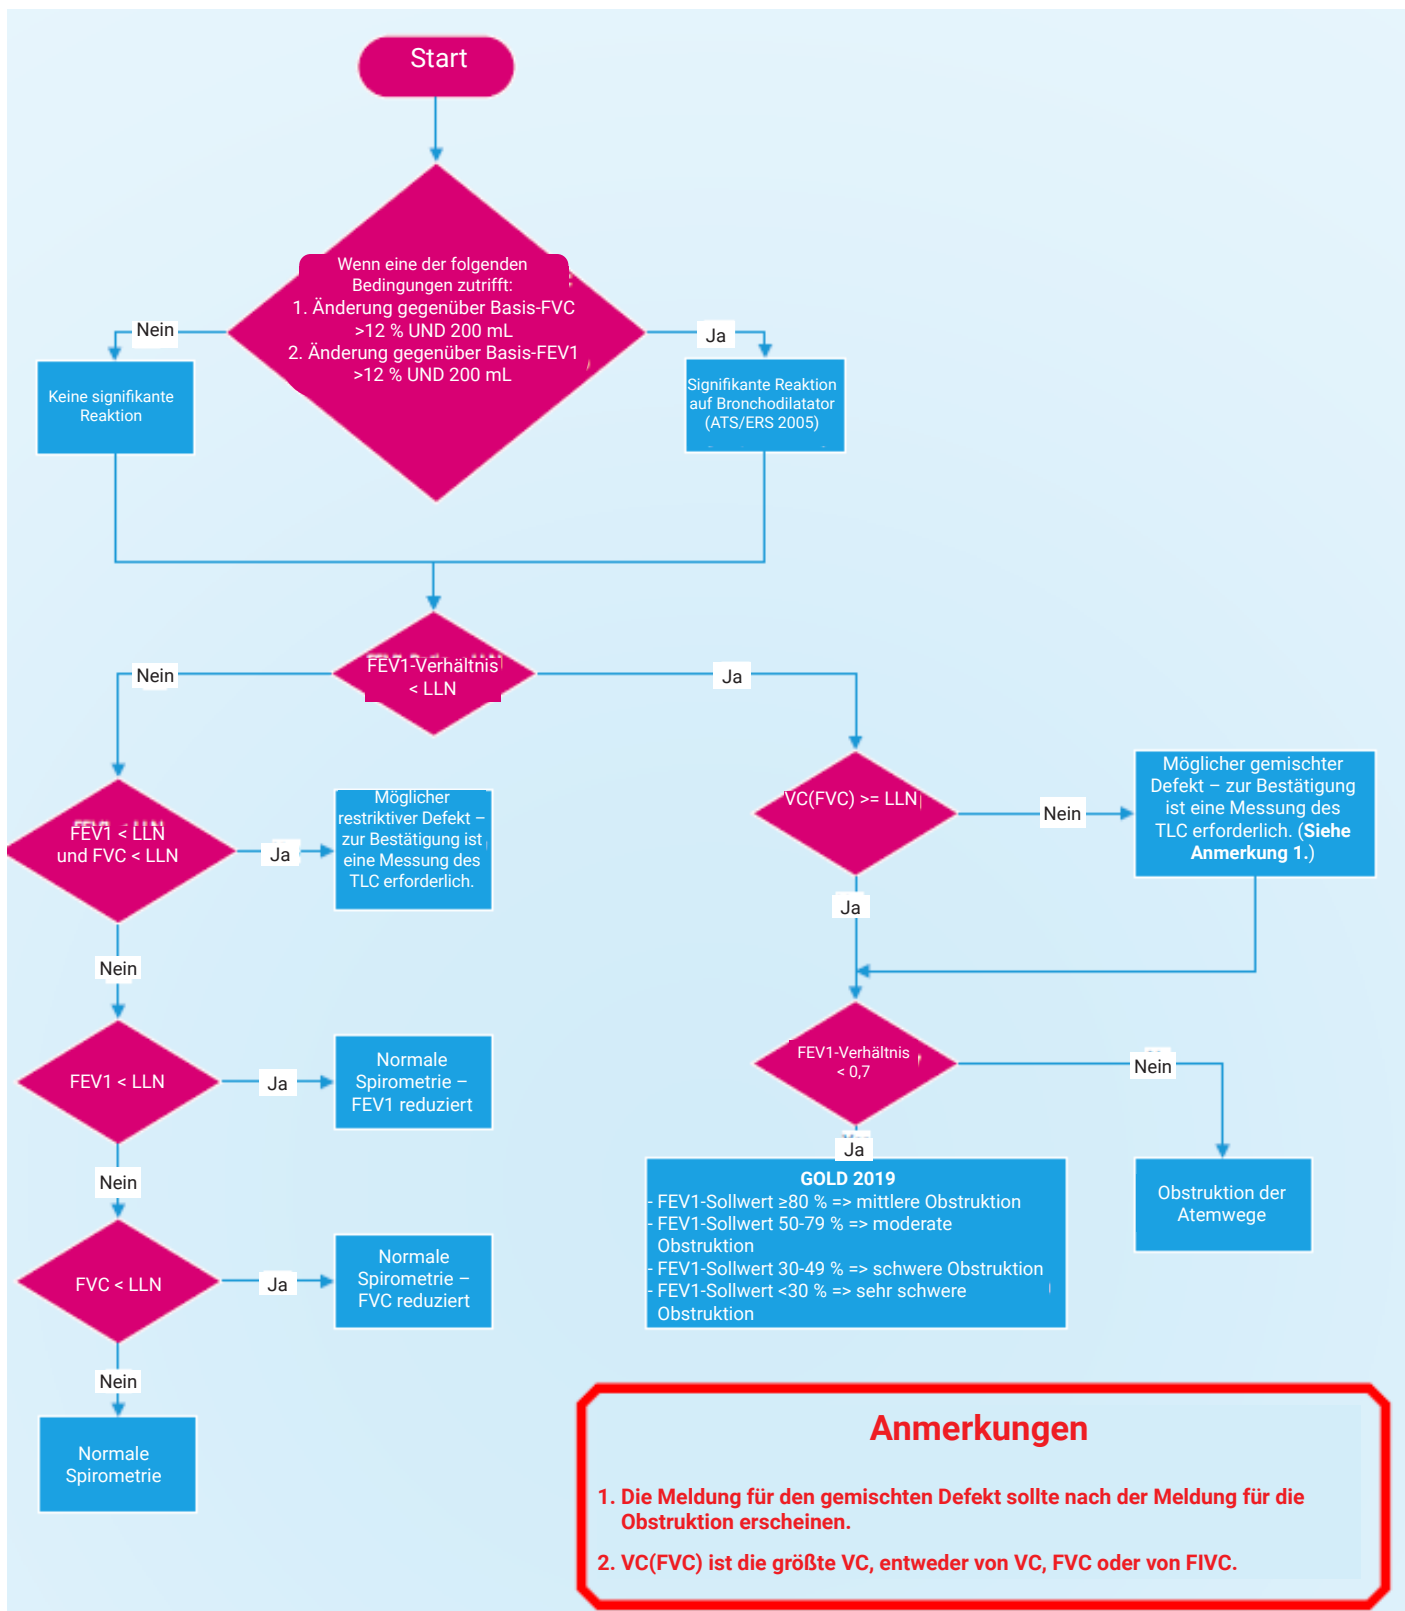 Start
Wenn eine der folgenden
Bedingungen zutrifft:
1. Änderung gegenüber Basis-FVC
>12 % UND 200 mL
2. Änderung gegenüber Basis-FEV1
>12 % UND 200 mL
Nein
Ja
Keine signifikante
Reaktion
Signifikante Reaktion
auf Bronchodilatator
(ATS/ERS 2005)
FEV1-Verhältnis
< LLN
Nein
Ja
FEV1 < LLN
und FVC < LLN
Ja
Möglicher
restriktiver Defekt –
zur Bestätigung ist
eine Messung des
TLC erforderlich.
VC(FVC) >= LLN
Nein
Möglicher gemischter
Defekt – zur Bestätigung
ist eine Messung des
TLC erforderlich. (Siehe
Anmerkung 1.)
Ja
Nein
FEV1 < LLN
Ja
Normale
Spirometrie –
FEV1 reduziert
FEV1-Verhältnis
< 0,7
Nein
Ja
Nein
GOLD 2019
- FEV1-Sollwert ≥80 % => mittlere Obstruktion
- FEV1-Sollwert 50-79 % => moderate
Obstruktion
- FEV1-Sollwert 30-49 % => schwere Obstruktion
- FEV1-Sollwert <30 % => sehr schwere
Obstruktion
Obstruktion der
Atemwege
FVC < LLN
Ja
Normale
Spirometrie –
FVC reduziert
Nein
Normale
Spirometrie
Anmerkungen
1. Die Meldung für den gemischten Defekt sollte nach der Meldung für die
Obstruktion erscheinen.
2. VC(FVC) ist die größte VC, entweder von VC, FVC oder von FIVC.